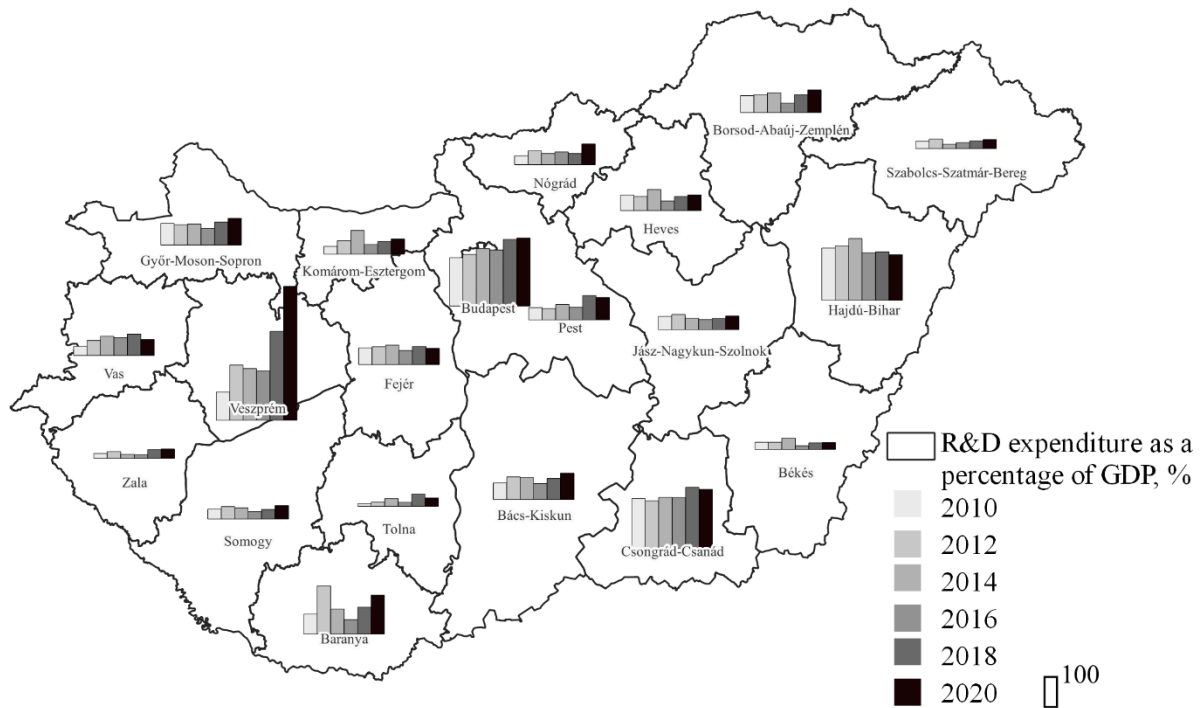 Borsod-Abaúj-Zemplén
Szabolcs-Szatmár-Bereg
Nógrád
Heves
Győr-Moson-Sopron
Komárom-Esztergom
Budapest
Hajdú-Bihar
Pest
Jász-Nagykun-Szolnok
Vas
Fejér
Veszprém
Zala
Békés
Bács-Kiskun
Tolna
Somogy
Csongrád-Csanád
Baranya
R&D expenditure as a
percentage of GDP, %
2010
2012
2014
2016
2018
2020
100